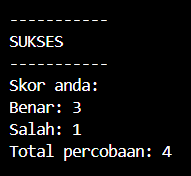 -----------
SUKSES
-----------
Skor anda:
Benar: 3
Salah: 1
Total percobaan: 4